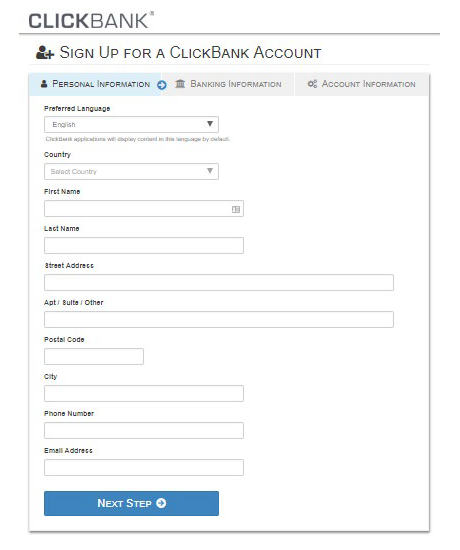 CLICKBANK®
SIGN UP FOR A CLICKBANK ACCOUNT
PERSONAL INFORMATION BANKING INFORMATION ACCOUNT INFORMATION
Preferred Language
English
Clickbank applications will display content in this language by default.
Country
Select Country
First Name
Last Name
Street Address
Apt / Suite / Other
Postal Code
City
Phone Number
Email Address
NEXT STEP